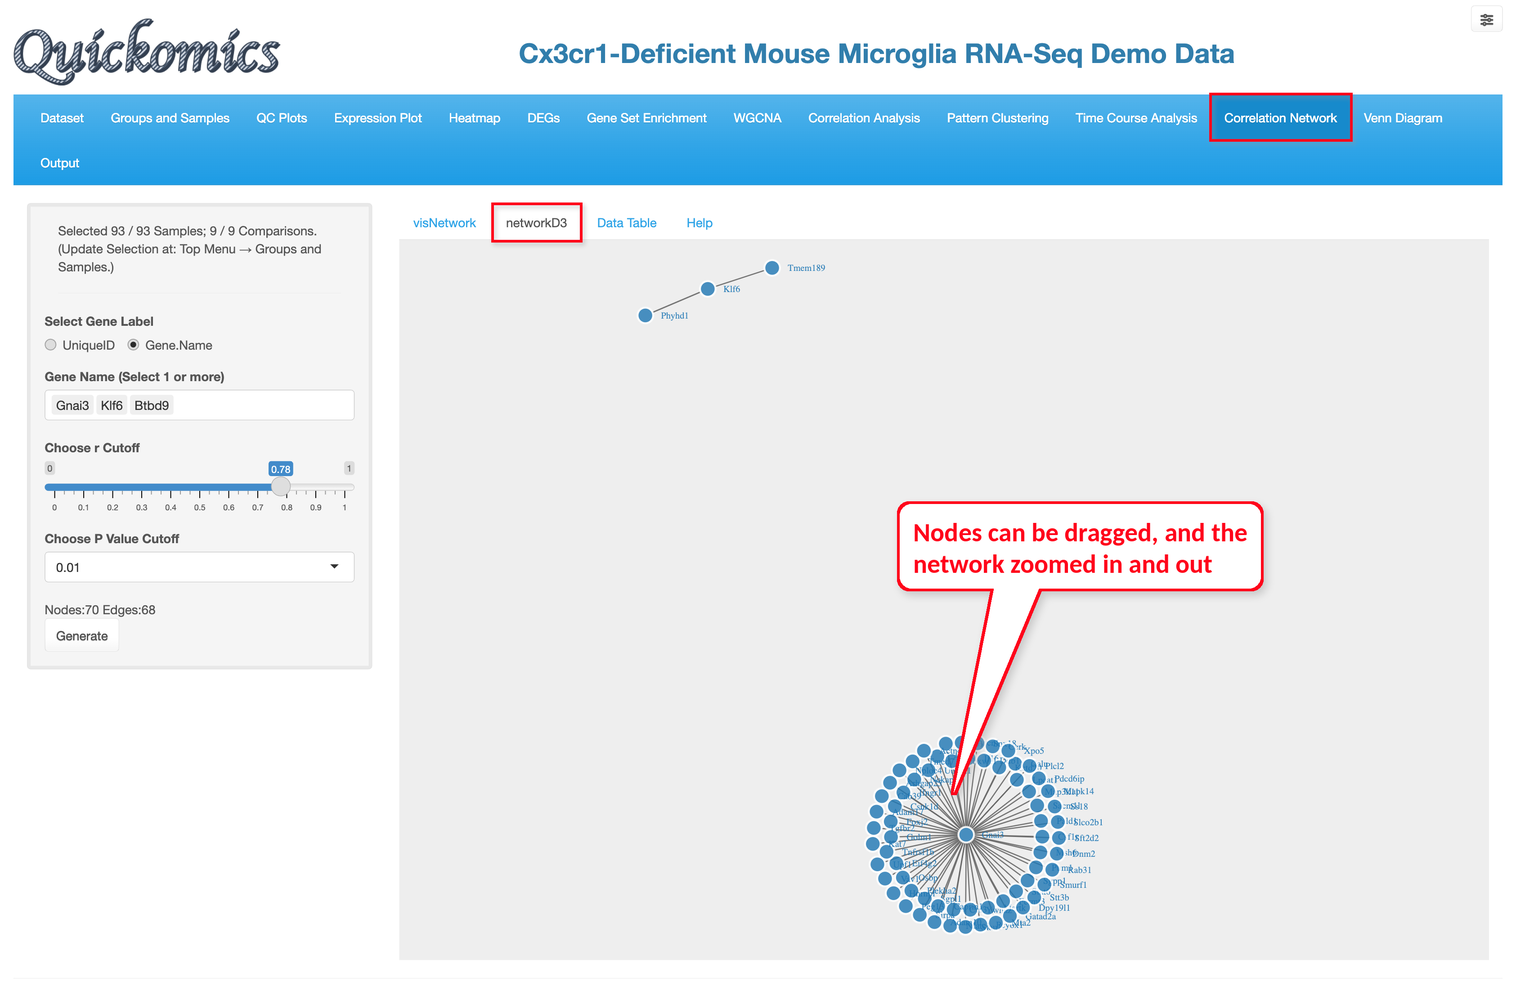 Quickomics
Cx3cr1-Deficient Mouse Microglia RNA-Seq Demo Data
Dataset Groups and Samples QC Plots Expression Plot Heatmap DEGs Gene Set Enrichment WGCNA Correlation Analysis Pattern Clustering Time Course Analysis Correlation Network Venn Diagram
Output
Selected 93 / 93 Samples; 9 / 9 Comparisons.
(Update Selection at: Top Menu → Groups and
Samples.)
Select Gene Label
UniqueID Gene.Name
Gene Name (Select 1 or more)
Gnai3 Klf6 Btbd9
Choose r Cutoff
0 0.78 1
0 0.1 0.2 0.3 0.4 0.5 0.6 0.7 0.8 0.9 1
Choose P Value Cutoff
0.01
Nodes:70 Edges:68
Generate
visNetwork networkD3 Data Table Help
Tmem189
Klf6
Phyhd1
Nodes can be dragged, and the
network zoomed in and out
Xpo5
Plcl2
Pdcd6ip
Mapk14
Slco2b1
Gnai3
Sft2d2
Dnm2
Rab31
Smurf1
Stt3b
Dpy19l1
Gatad2a